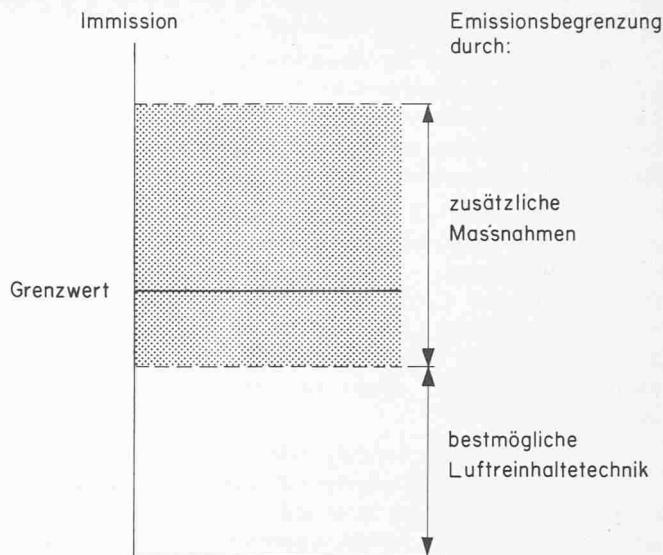 Immission
Emissionsbegrenzung
durch:
zusätzliche
Massnahmen
Grenzwert
bestmögliche
Luftreinhaltetechnik